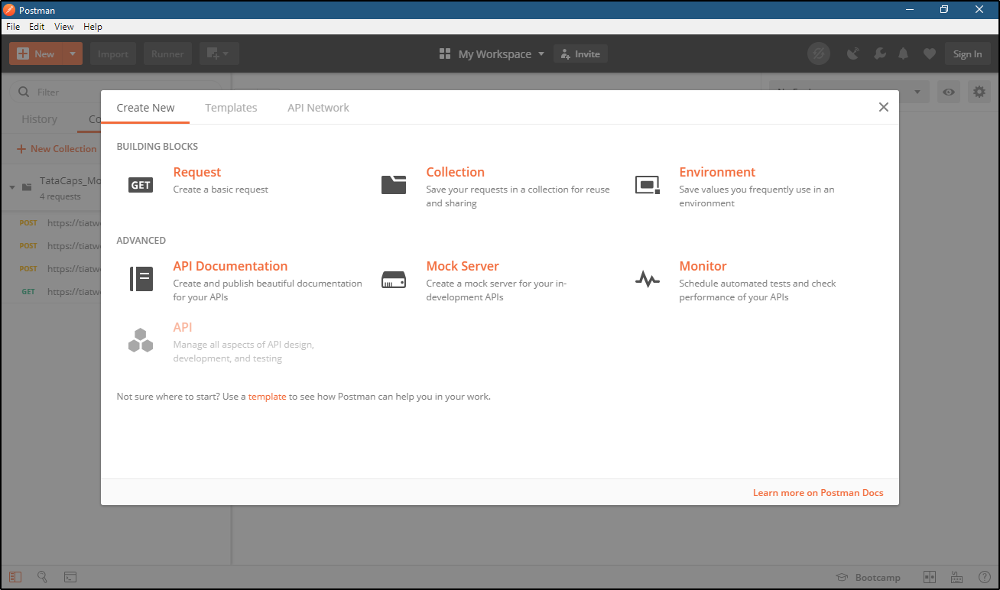 Postman
File Edit View Help
New Import Runner My Workspace Invite Sign In
Filter
History
New Collection
TataCaps_Mo
4 requests
POST https://tiatw
POST https://tiatw
POST https://tiatw
GET https://tiatw
Create New Templates API Network
BUILDING BLOCKS
GET
Request
Create a basic request
Collection
Save your requests in a collection for reuse
and sharing
Environment
Save values you frequently use in an
environment
ADVANCED
API Documentation
Create and publish beautiful documentation
for your APIs
Mock Server
Create a mock server for your in-
development APIs
Monitor
Schedule automated tests and check
performance of your APIs
API
Manage all aspects of API design,
development, and testing
Not sure where to start? Use a template to see how Postman can help you in your work.
Learn more on Postman Docs
Bootcamp